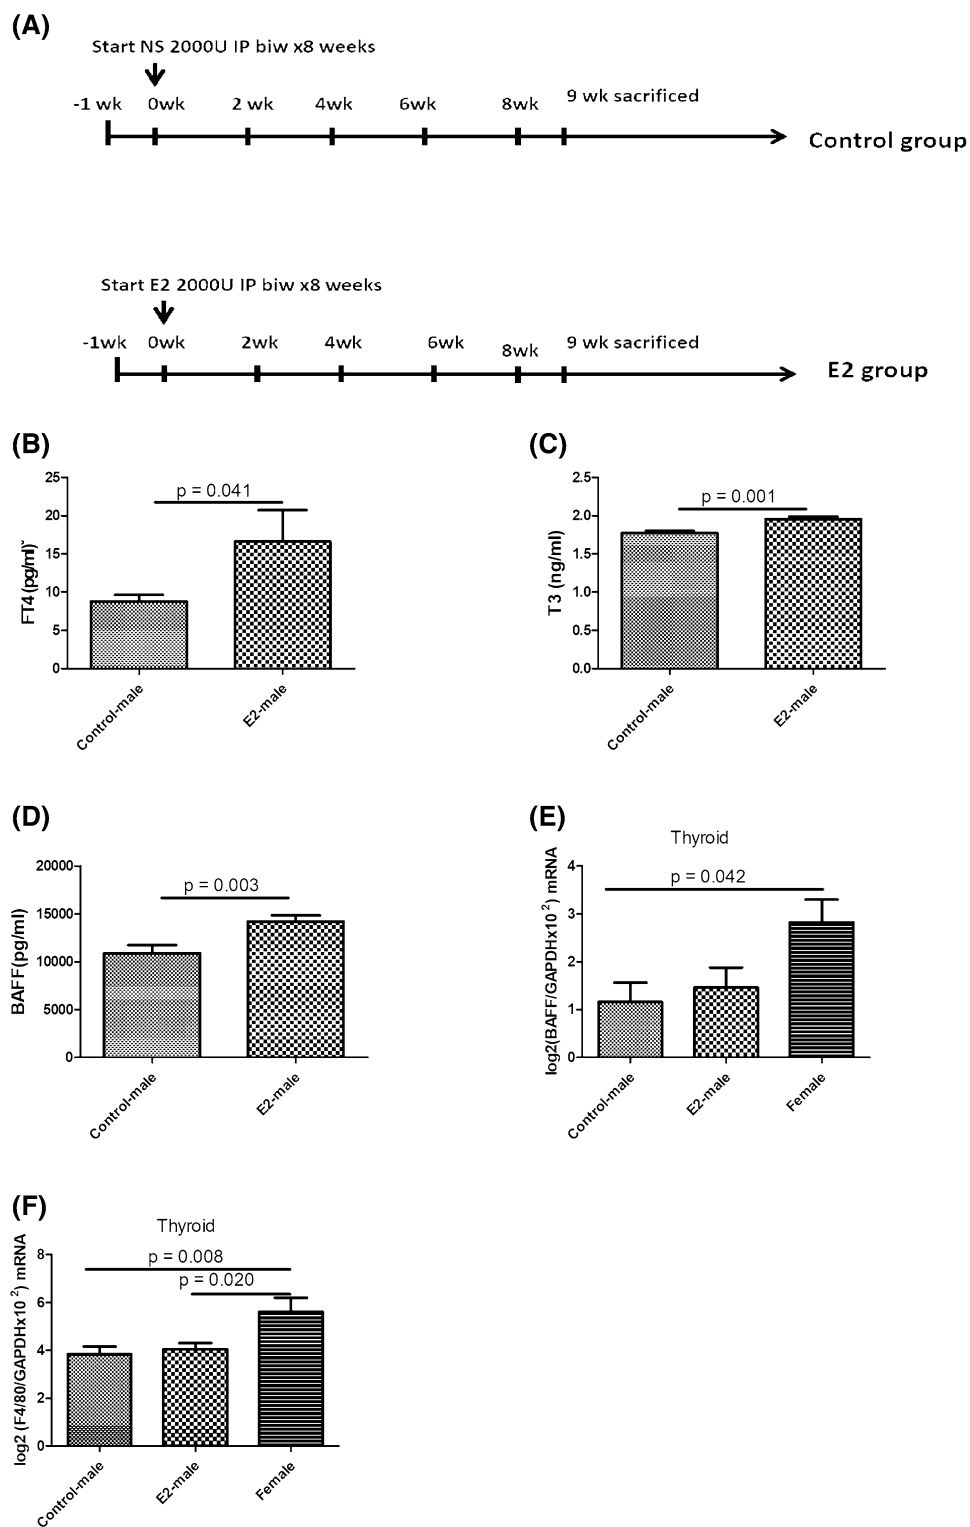 (A)
Start NS 2000U IP biw x8 weeks
-1 wk 0wk 2 wk 4wk 6wk 8wk 9 wk sacrificed
Control group
Start E2 2000U IP biw x8 weeks
-1wk 0wk 2wk 4wk 6wk 8wk 9 wk sacrificed
E2 group
(B)
FT4 (pg/ml)
25
20
15
10
5
0
p = 0.041
Control-male
E2-male
(C)
T3 (ng/ml)
2.5
2.0
1.5
1.0
0.5
0.0
p = 0.001
Control-male
E2-male
(D)
BAFF(pg/ml)
20000
15000
10000
5000
0
p = 0.003
Control-male
E2-male
(E)
Thyroid
log2(BAFF/GAPDHx10^2) mRNA
4
3
2
1
0
p = 0.042
Control-male
E2-male
Female
(F)
Thyroid
log2 (F4/80/GAPDHx10^2) mRNA
8
6
4
2
0
p = 0.008
p = 0.020
Control-male
E2-male
Female